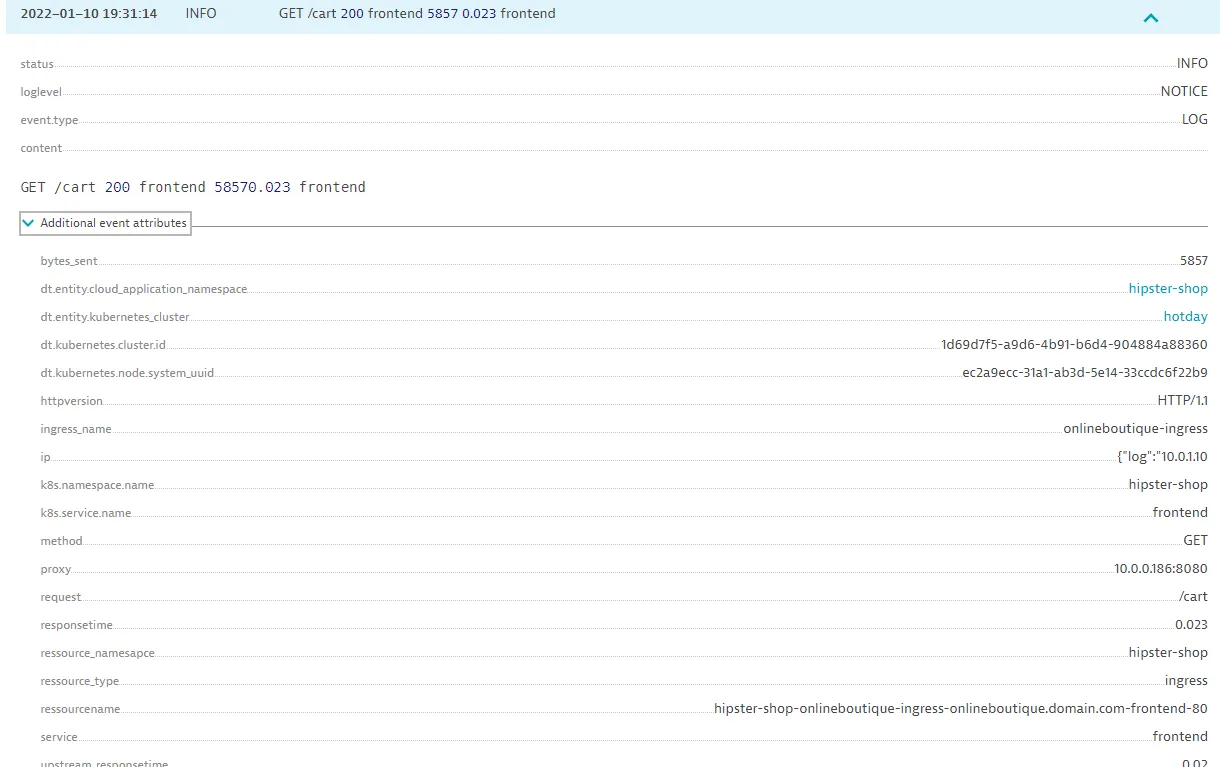 2022–01–10 19:31:14 INFO GET /cart 200 frontend 5857 0.023 frontend
status INFO
loglevel NOTICE
event.type LOG
content
GET /cart 200 frontend 58570.023 frontend
Additional event attributes
bytes_sent 5857
dt.entity.cloud_application_namespace hipster-shop
dt.entity.kubernetes_cluster hotday
dt.kubernetes.cluster.id 1d69d7f5-a9d6-4b91-b6d4-904884a88360
dt.kubernetes.node.system_uuid ec2a9ecc-31a1-ab3d-5e14-33ccdc6f22b9
httpversion HTTP/1.1
ingress_name onlineboutique-ingress
ip {"log":"10.0.1.10
k8s.namespace.name hipster-shop
k8s.service.name frontend
method GET
proxy 10.0.0.186:8080
request /cart
responsetime 0.023
ressource_namesapce hipster-shop
ressource_type ingress
ressourcename hipster-shop-onlineboutique-ingress-onlineboutique.domain.com-frontend-80
service frontend
upstream_responsetime 0.02